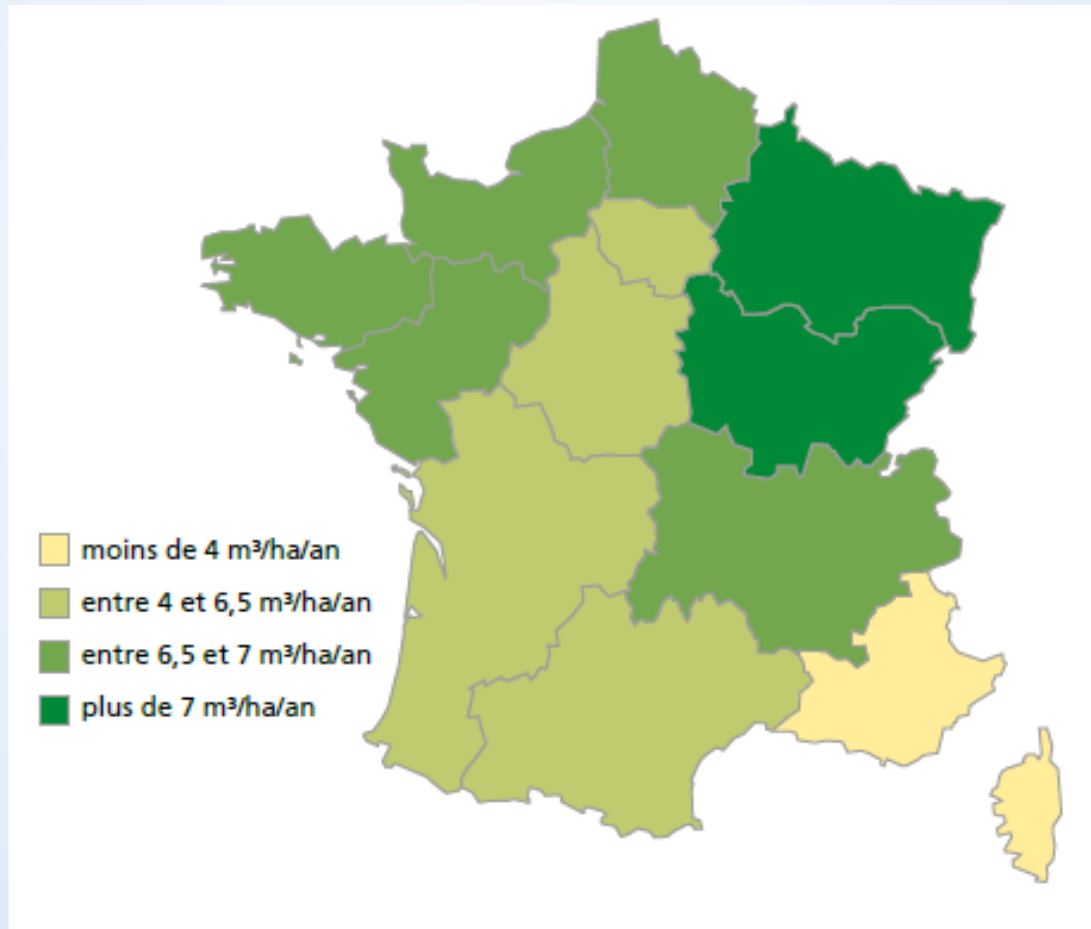 moins de 4 m³/ha/an
entre 4 et 6,5 m³/ha/an
entre 6,5 et 7 m³/ha/an
plus de 7 m³/ha/an